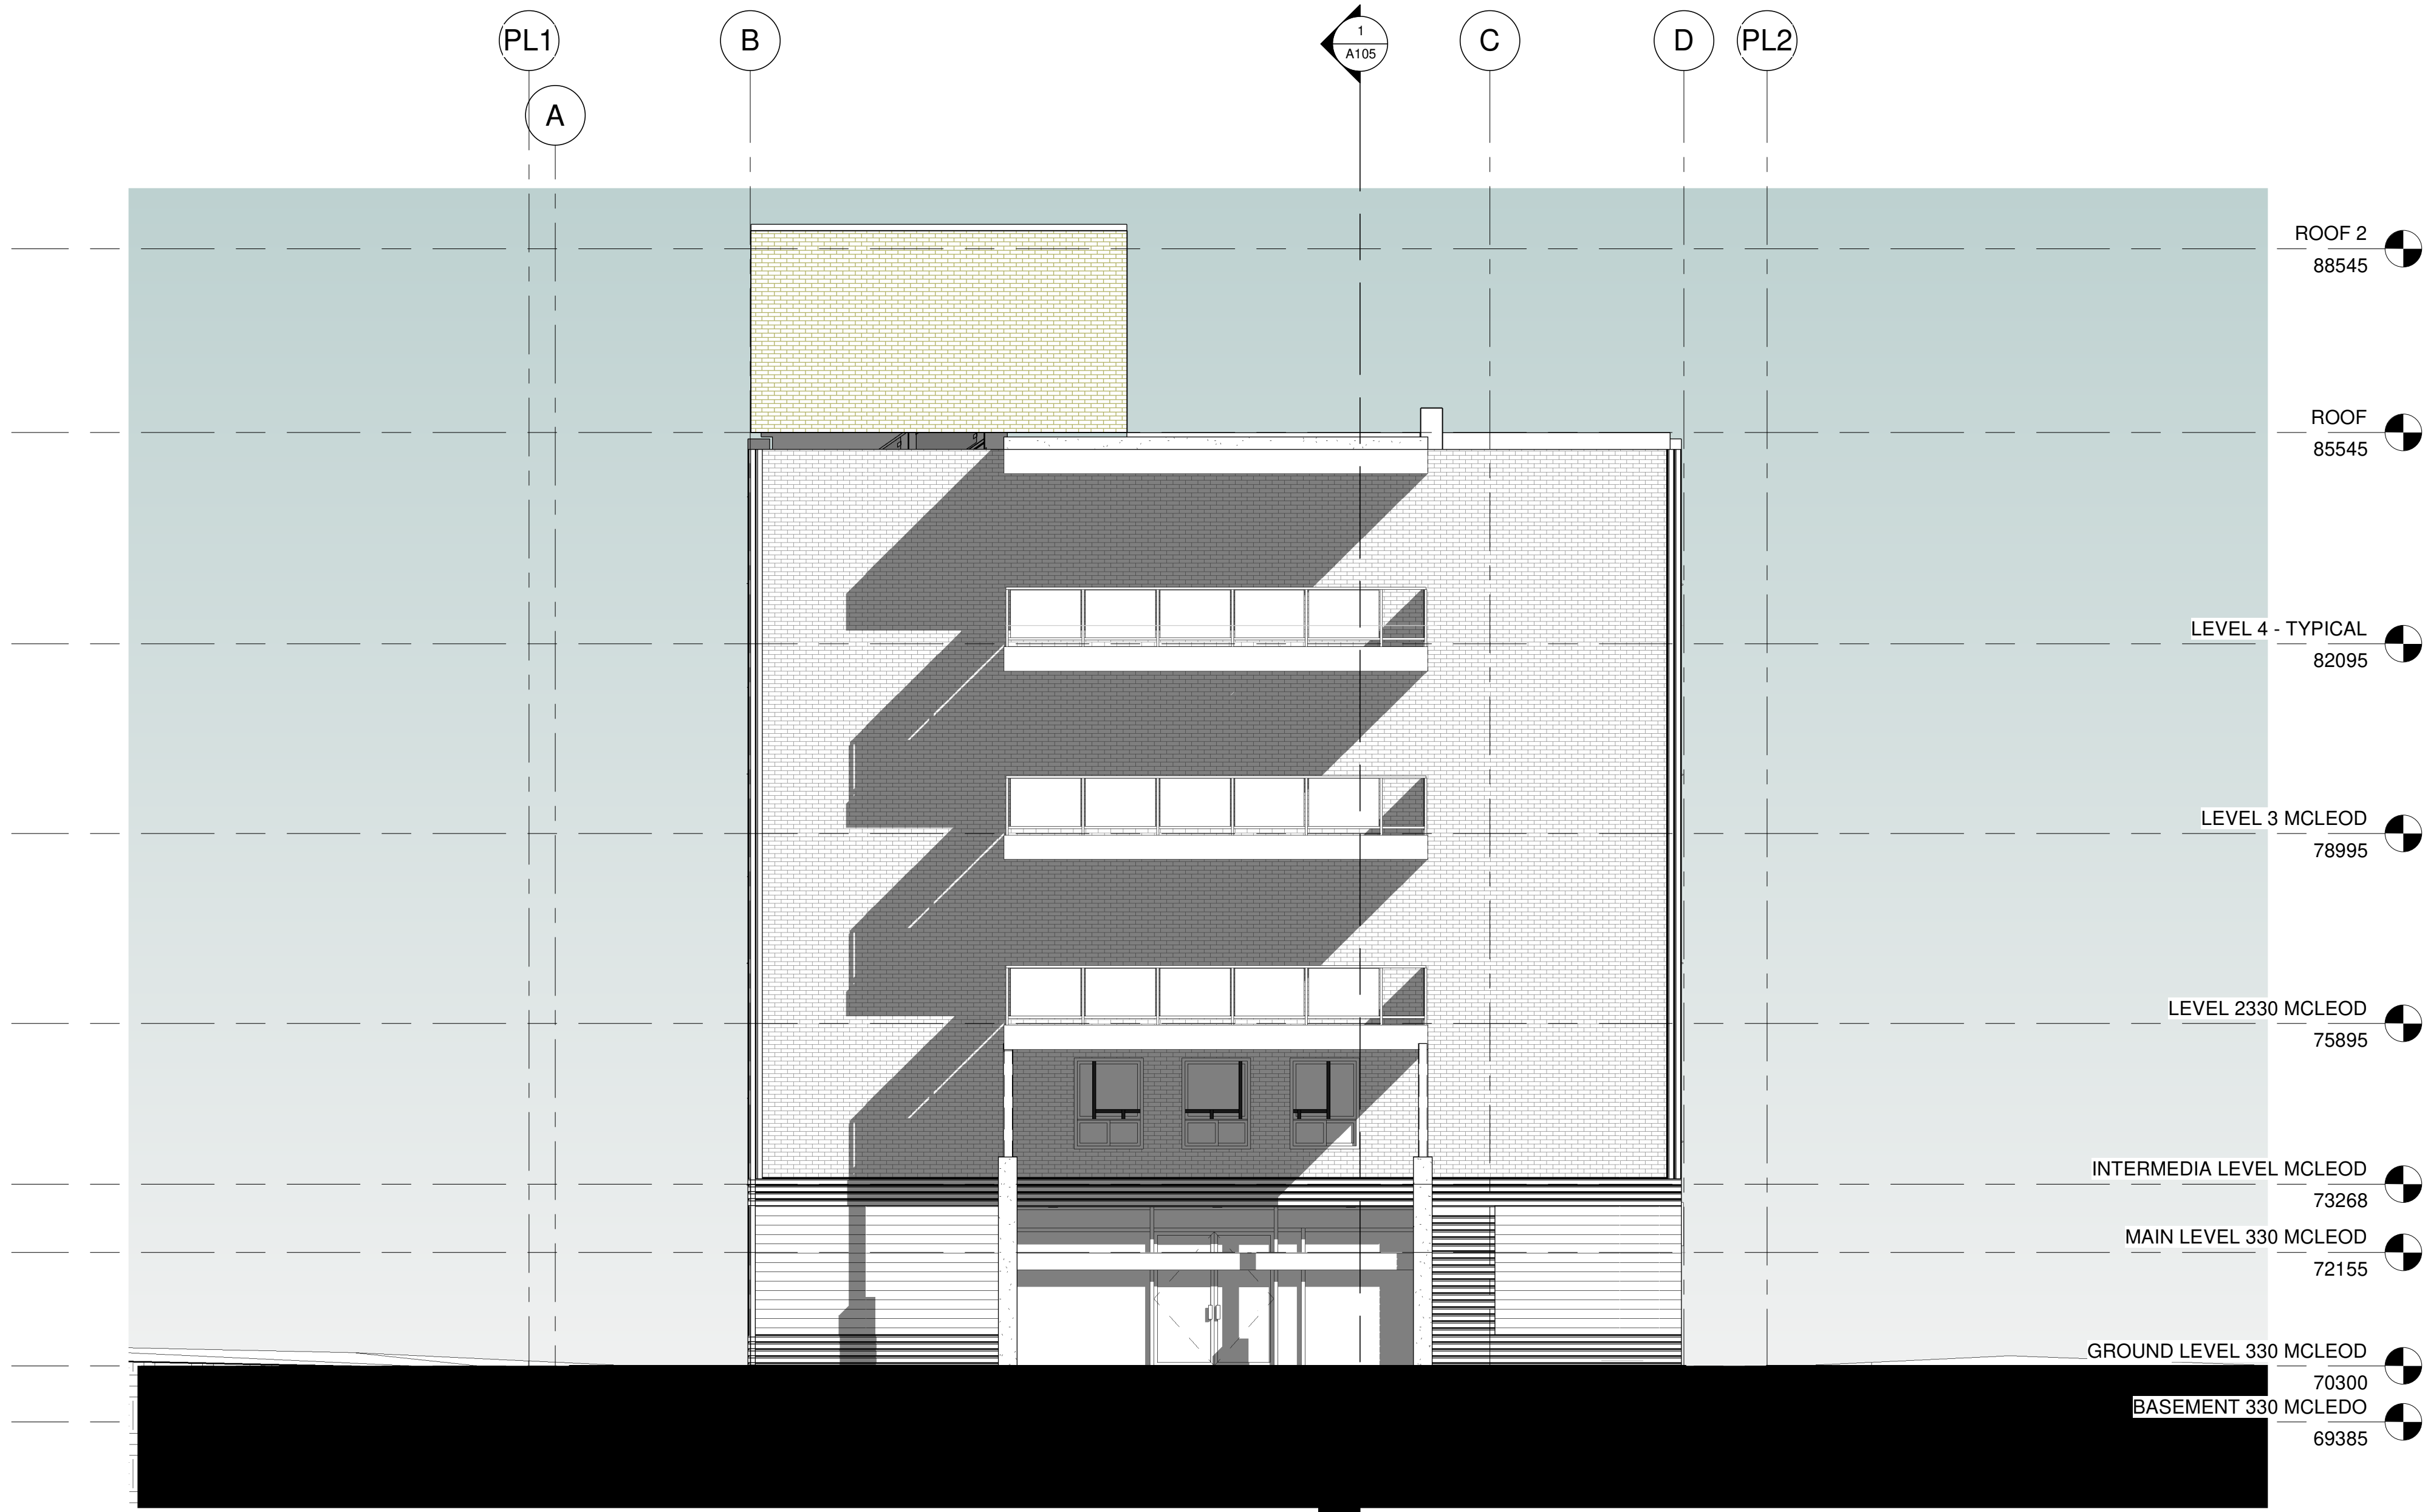 PL1
B
1
A105
C
D
PL2
A
ROOF 2
88545
ROOF
85545
LEVEL 4 - TYPICAL
82095
LEVEL 3 MCLEOD
78995
LEVEL 2330 MCLEOD
75895
INTERMEDIA LEVEL MCLEOD
73268
MAIN LEVEL 330 MCLEOD
72155
GROUND LEVEL 330 MCLEOD
70300
BASEMENT 330 MCLEDO
69385